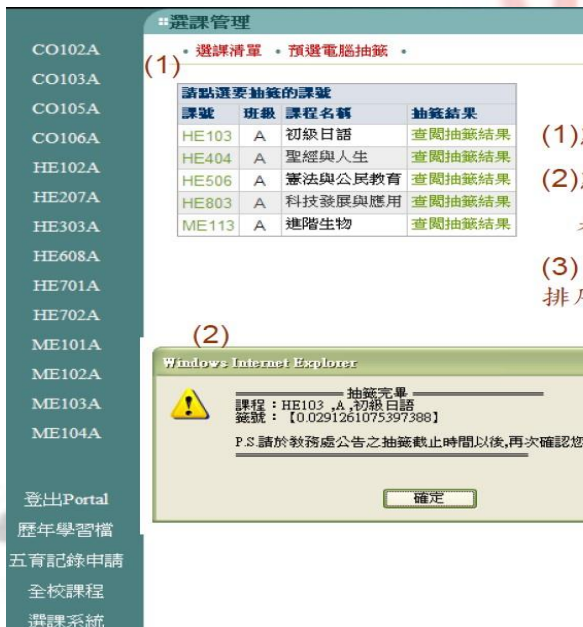 CO102A
CO103A
CO105A
CO106A
HE102A
HE207A
HE303A
HE608A
HE701A
HE702A
ME101A
ME102A
ME103A
ME104A
登出Portal
歷年學習檔
五育記錄申請
全校課程
選課系統
選課管理
• 選課清單 • 預選電腦抽籤 •
(1)
請點選要抽籤的課號
課號 班級 課程名稱 抽籤結果
HE103 A 初級日語 查閱抽籤結果
HE404 A 聖經與人生 查閱抽籤結果
HE506 A 憲法與公民教育 查閱抽籤結果
HE803 A 科技發展與應用 查閱抽籤結果
ME113 A 進階生物 查閱抽籤結果
(1)
(2)
(3)
排
(2)
Windows Internet Explorer
抽籤完畢
課程：HE103 ,A ,初級日語
籤號：【0.0291261075397388】
P.S.請於教務處公告之抽籤截止時間以後,再次確認您
確定